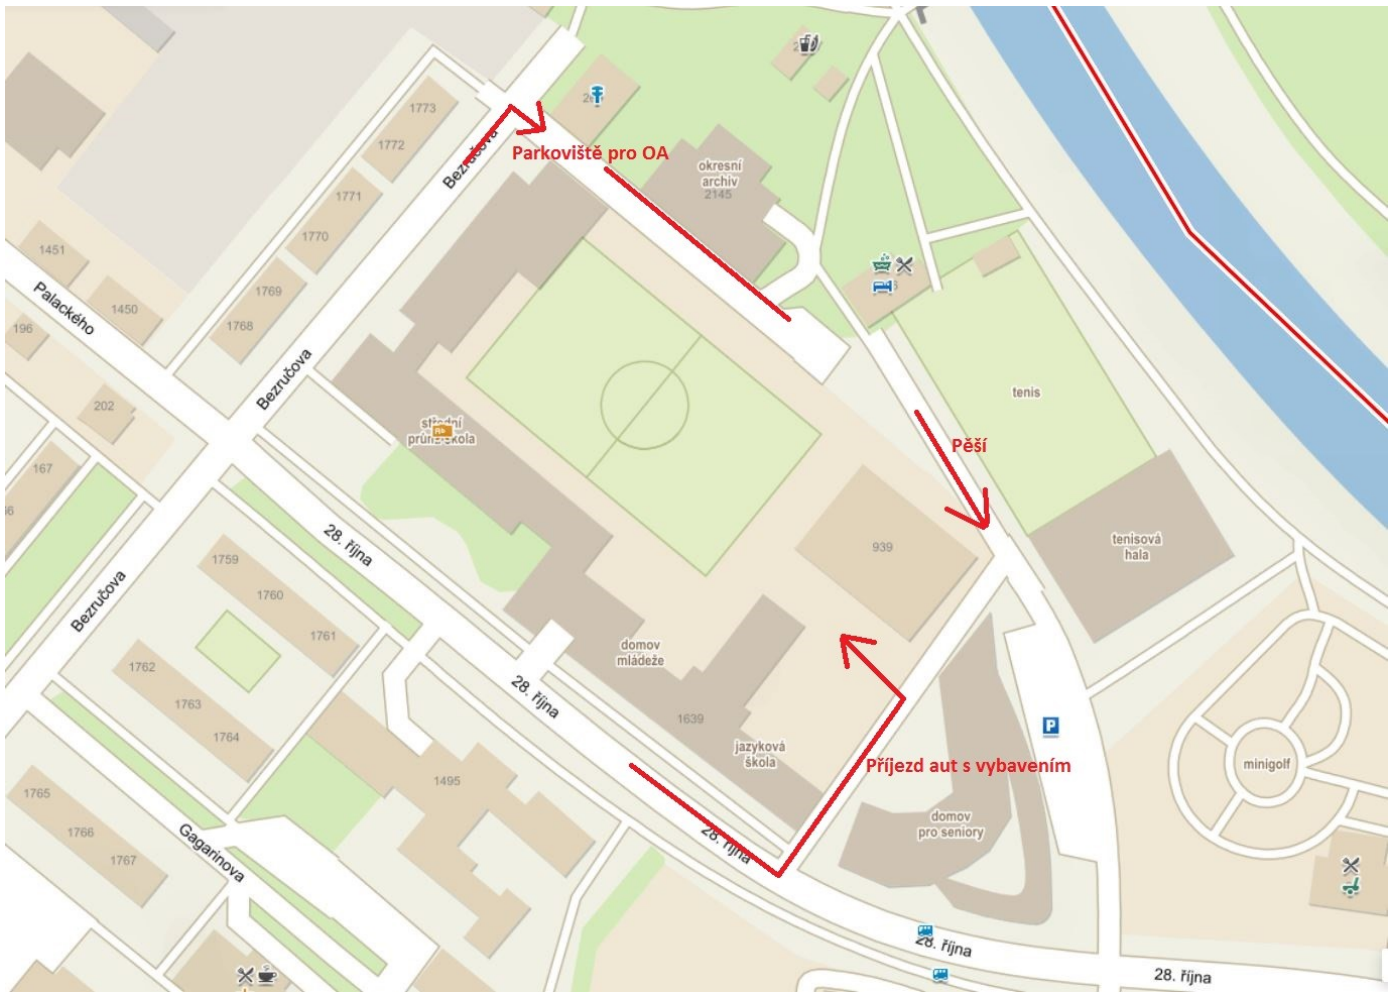 1773
1772
Bezručova
Parkoviště pro OA
okresní
archiv
2145
1771
1770
1451
1769
1768
1450
Palackého
196
Bezručova
202
tenis
střední
Pěší
167
28. října
939
tenisová
hala
1759
1760
1761
Bezručova
domov
mládeže
1762
1763
1764
28. října
1639
jazyková
škola
P
Příjezd aut s vybavením
minigolf
1495
1765
1766
1767
Gagarinova
28. října
domov
pro seniory
28. října
28. října